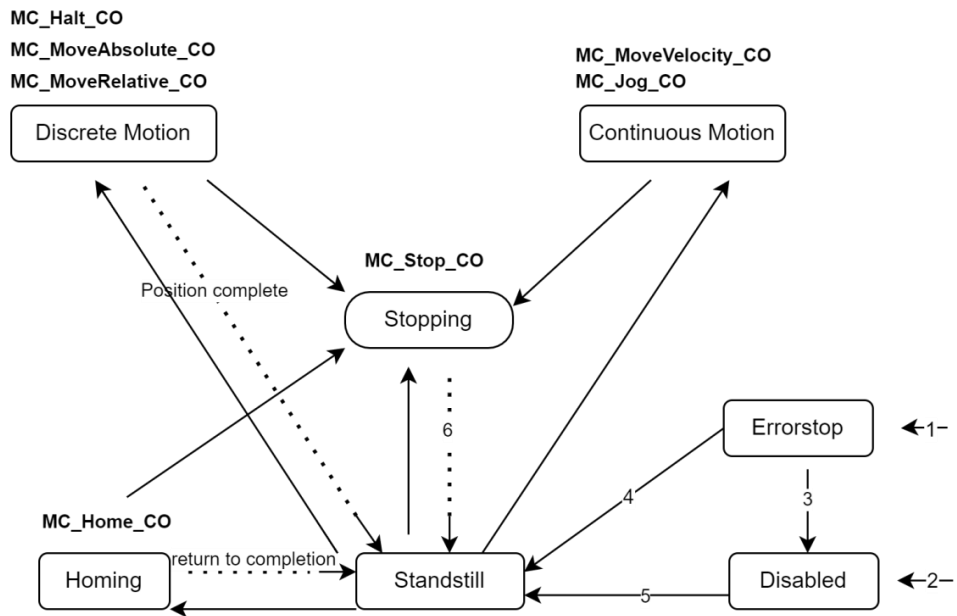 MC_Halt_CO
MC_MoveAbsolute_CO
MC_MoveRelative_CO
Discrete Motion
MC_MoveVelocity_CO
MC_Jog_CO
Continuous Motion
MC_Stop_CO
Position complete
Stopping
6
Errorstop
1
4
3
MC_Home_CO
return to completion
Homing
Standstill
5
Disabled
2